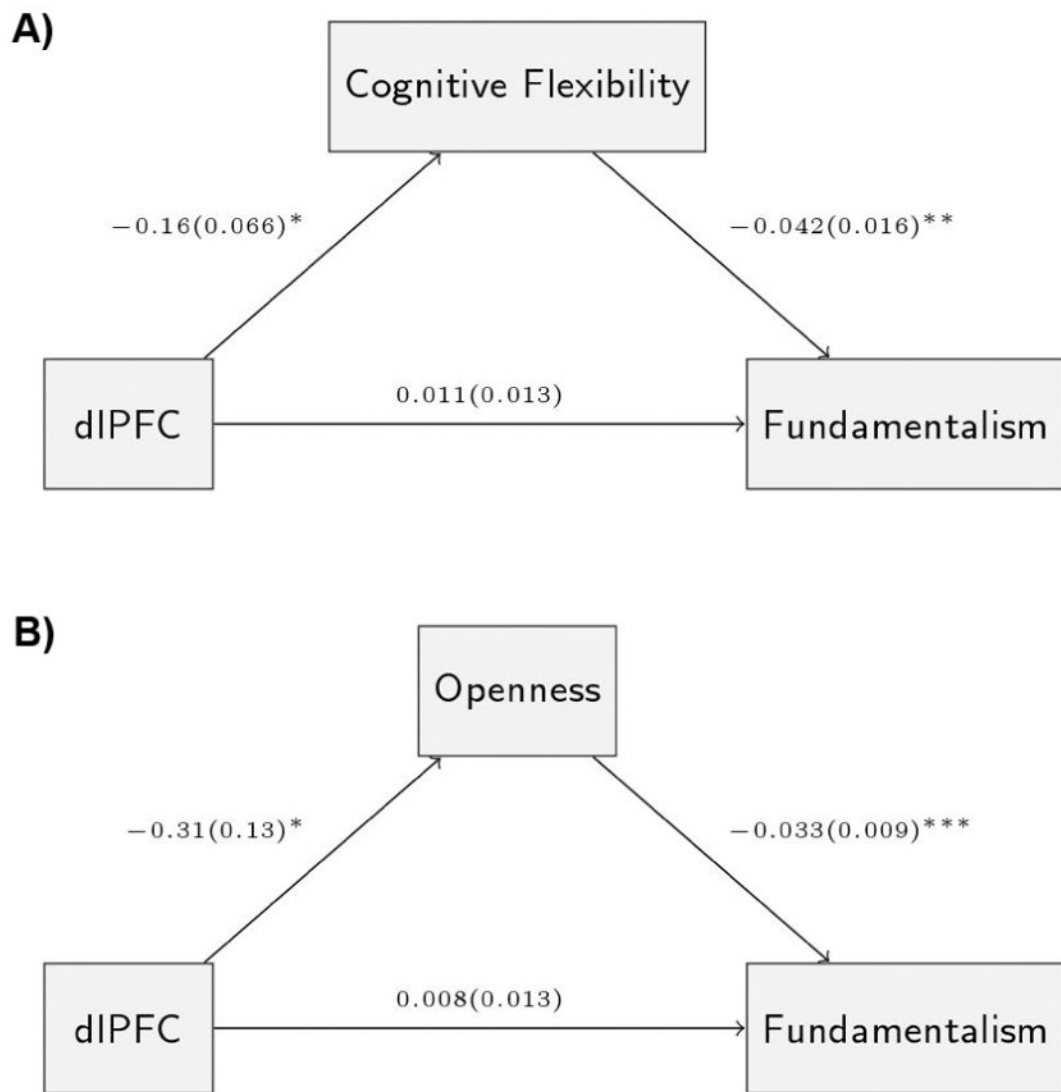 A)
Cognitive Flexibility
−0.16(0.066)*
−0.042(0.016)**
0.011(0.013)
dlPFC
Fundamentalism
B)
Openness
−0.31(0.13)*
−0.033(0.009)***
0.008(0.013)
dlPFC
Fundamentalism